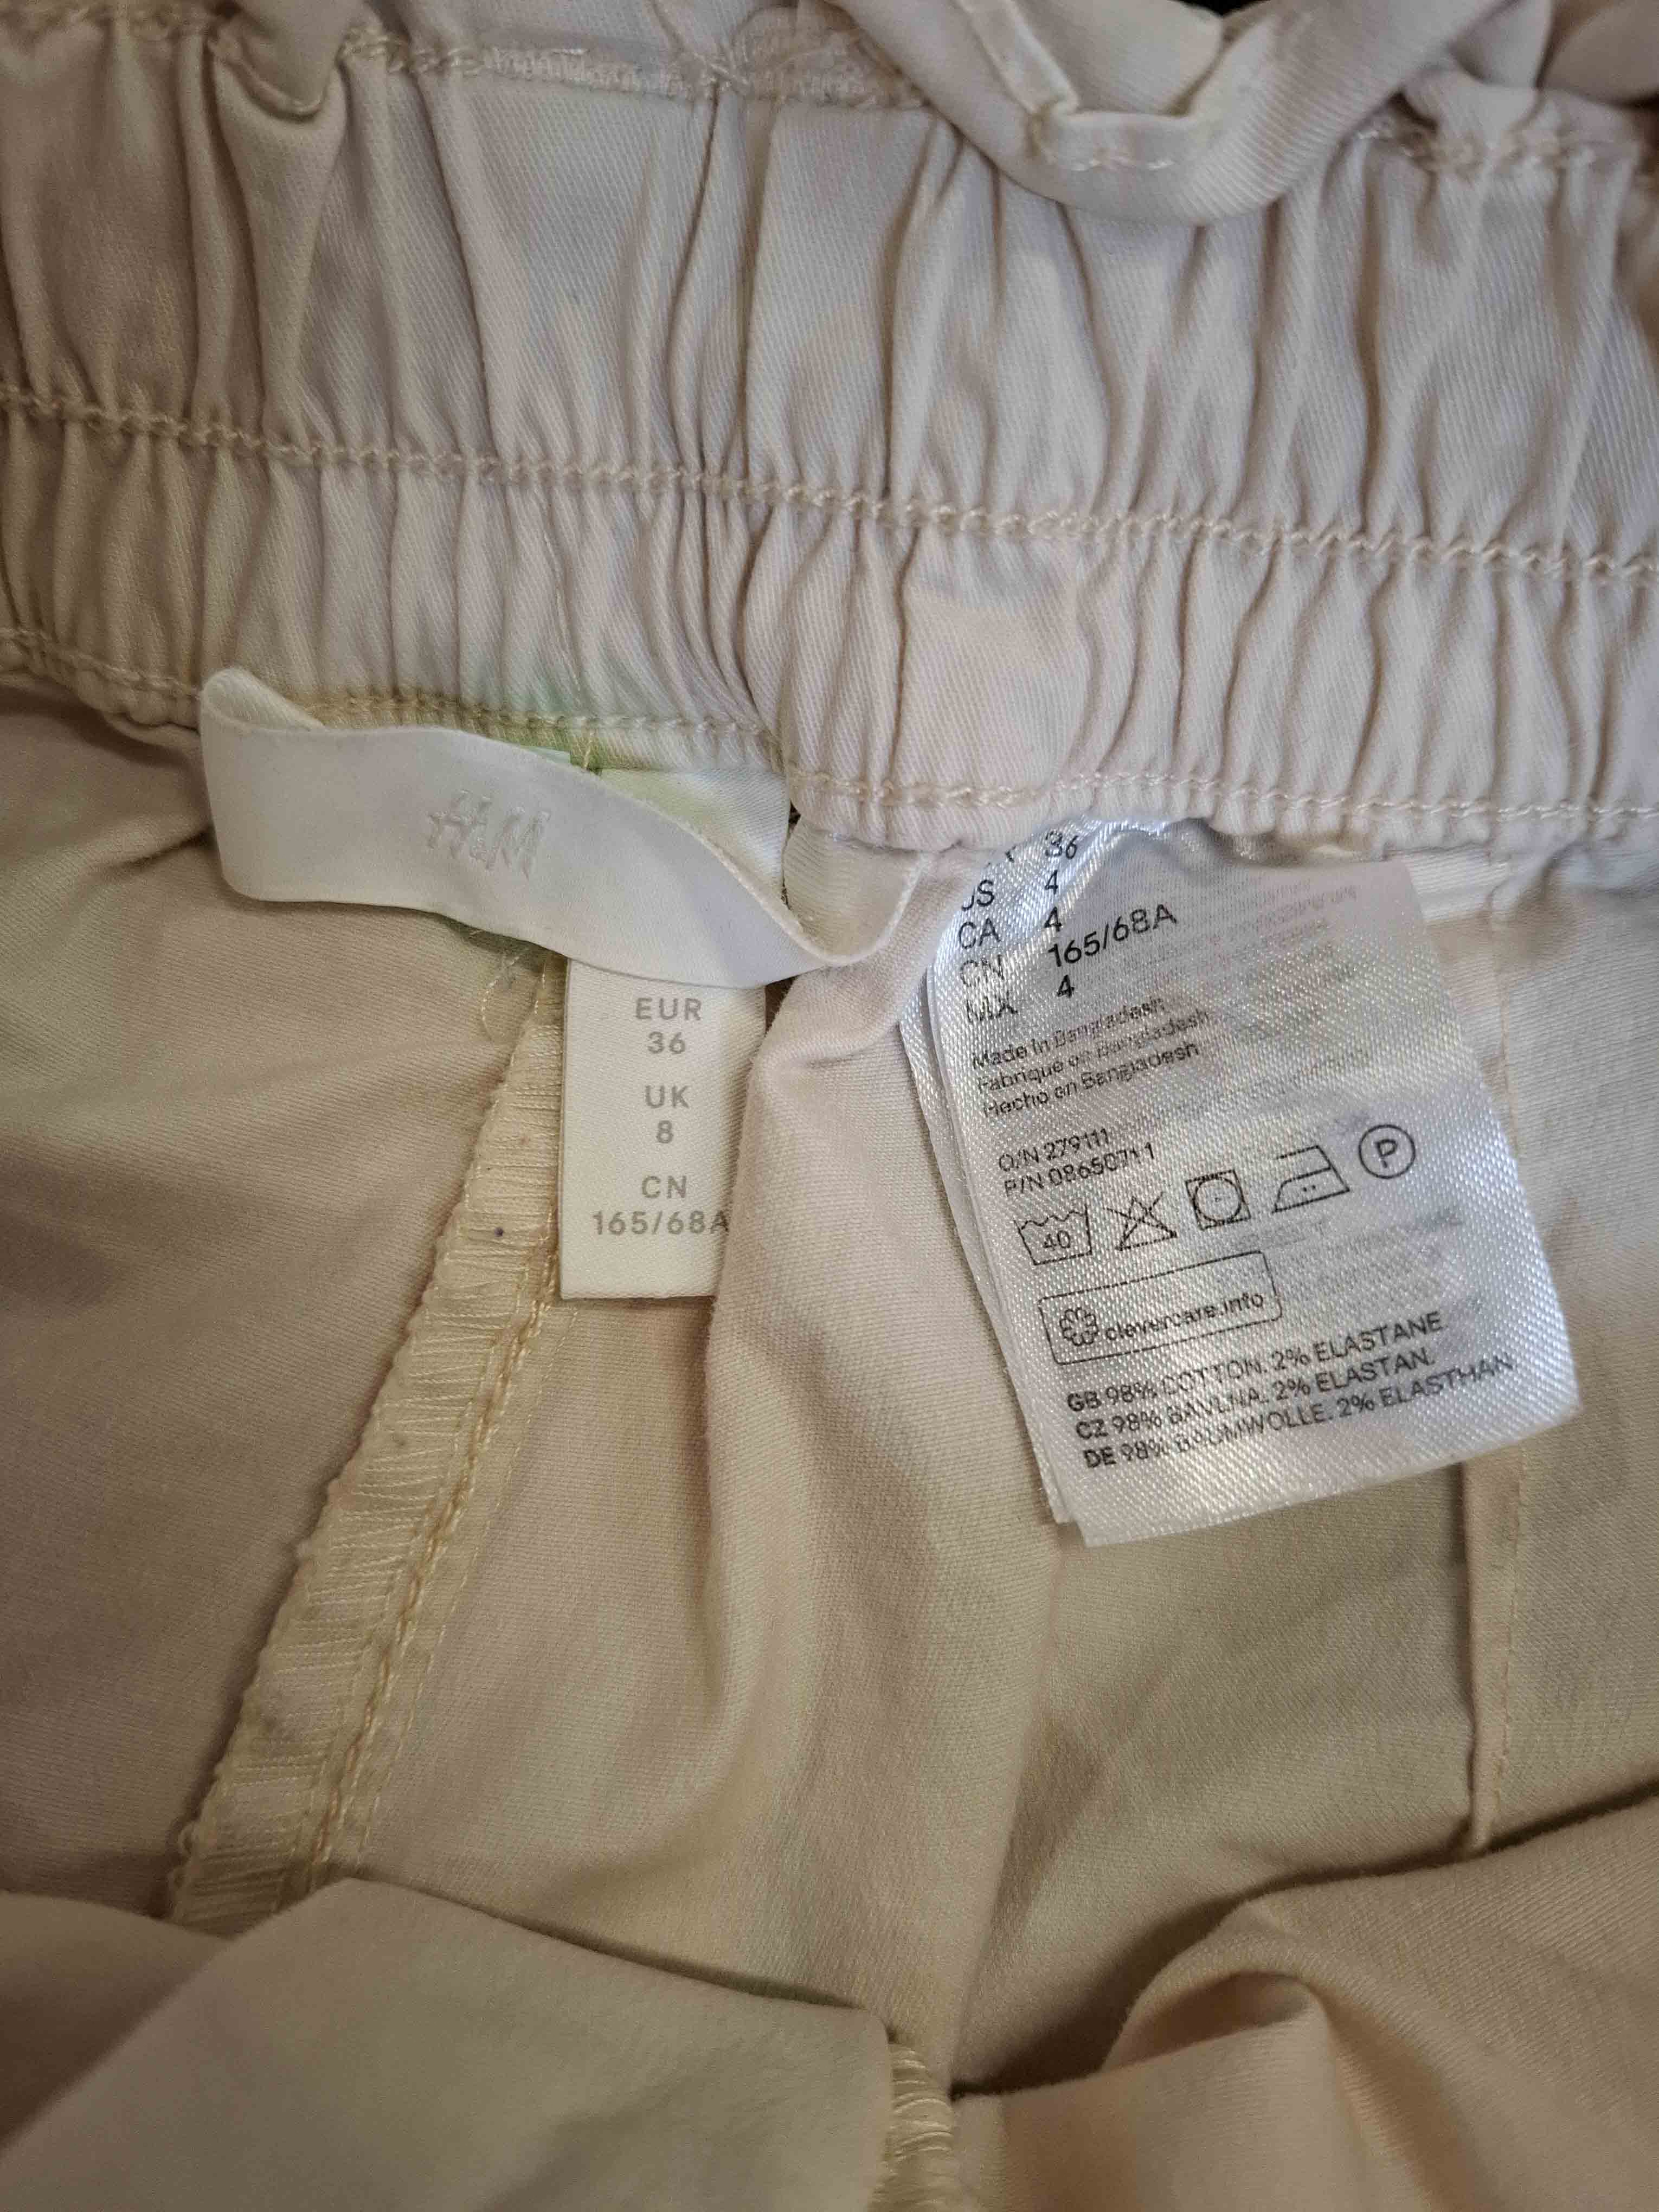 H&M
EUR
36
UK
8
CN
165/68A
36
US 4
CA 4
CN 165/68A
MX 4
Made in Bangladesh
Fabriqué en Bangladesh
Hecho en Bangladesh
O/N 279111
P/N 08650711
40
P
clevercare.info
GB 98% COTTON. 2% ELASTANE
CZ 98% BAVLNA. 2% ELASTAN.
DE 98% BAUMWOLLE. 2% ELASTHAN